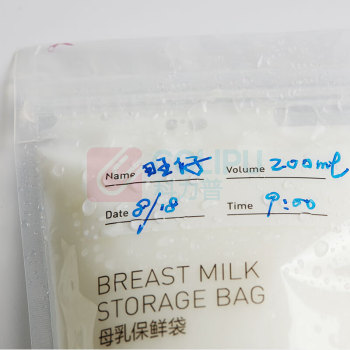 Name 旺仔 Volume 200ml
Date 8/18 Time 9:00
BREAST MILK
STORAGE BAG
母乳保鲜袋